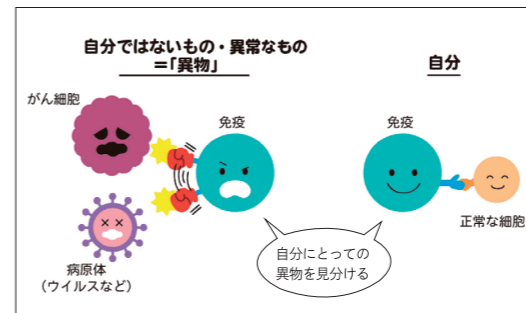 自分ではないもの・異常なもの
=「異物」
自分
がん細胞
免疫
免疫
正常な細胞
病原体
(ウイルスなど)
自分にとっての
異物を見分ける